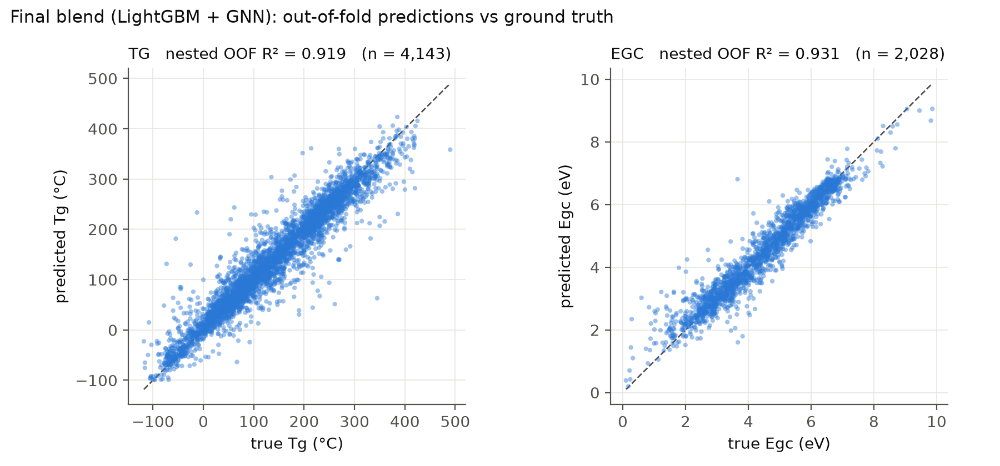 Final blend (LightGBM + GNN): out-of-fold predictions vs ground truth
TG nested OOF R² = 0.919 (n = 4,143)
500
400
300
200
100
0
−100
predicted Tg (°C)
−100 0 100 200 300 400 500
true Tg (°C)
EGC nested OOF R² = 0.931 (n = 2,028)
10
8
6
4
2
0
predicted Egc (eV)
0 2 4 6 8 10
true Egc (eV)